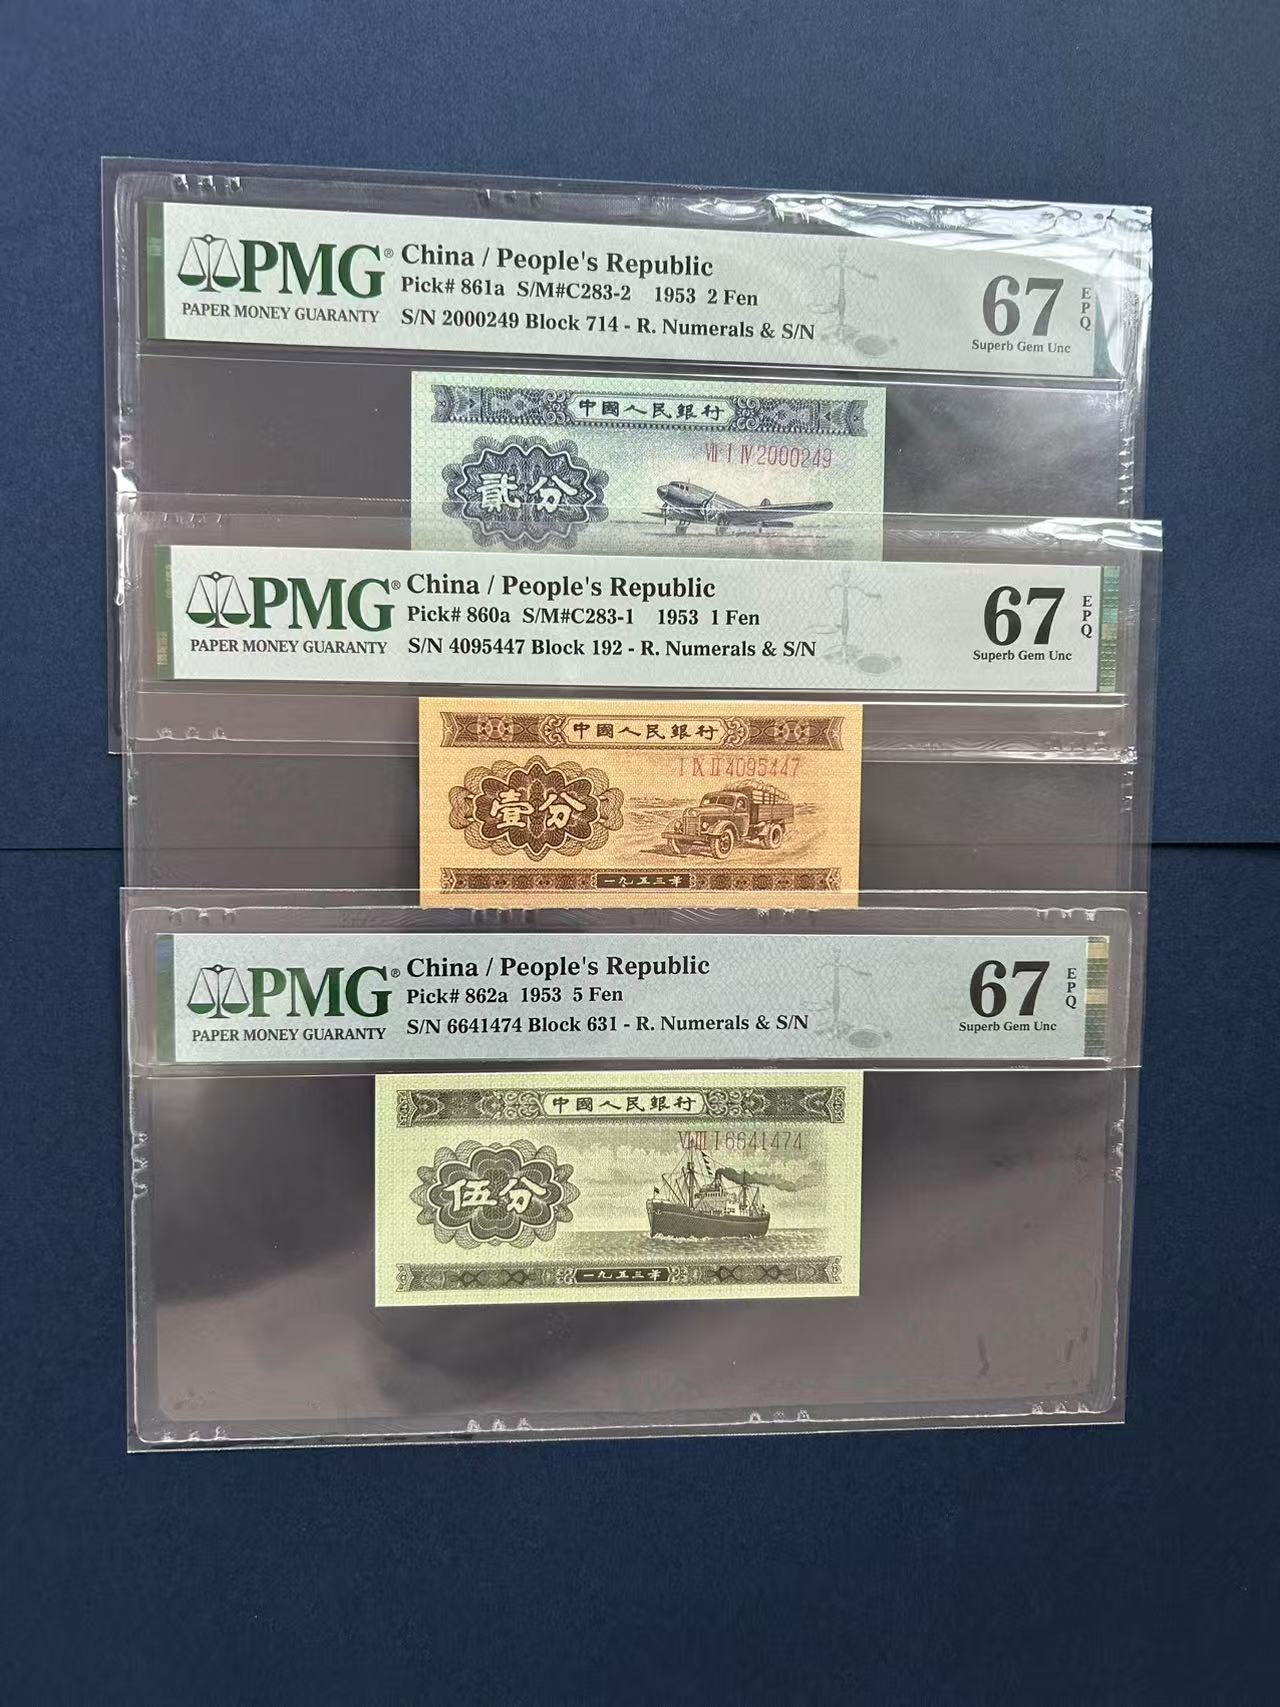 PMG®
PAPER MONEY GUARANTY
China / People's Republic
Pick# 861a S/M#C283-2 1953 2 Fen
S/N 2000249 Block 714 - R. Numerals & S/N
67
EPQ
Superb Gem Unc
中國人民銀行
VII I IV 2000249
貳分
PMG®
PAPER MONEY GUARANTY
China / People's Republic
Pick# 860a S/M#C283-1 1953 1 Fen
S/N 4095447 Block 192 - R. Numerals & S/N
67
EPQ
Superb Gem Unc
中國人民銀行
I IX II 4095447
壹分
一九五三年
PMG®
PAPER MONEY GUARANTY
China / People's Republic
Pick# 862a 1953 5 Fen
S/N 6641474 Block 631 - R. Numerals & S/N
67
EPQ
Superb Gem Unc
中國人民銀行
VI III I 6641474
伍分
一九五三年